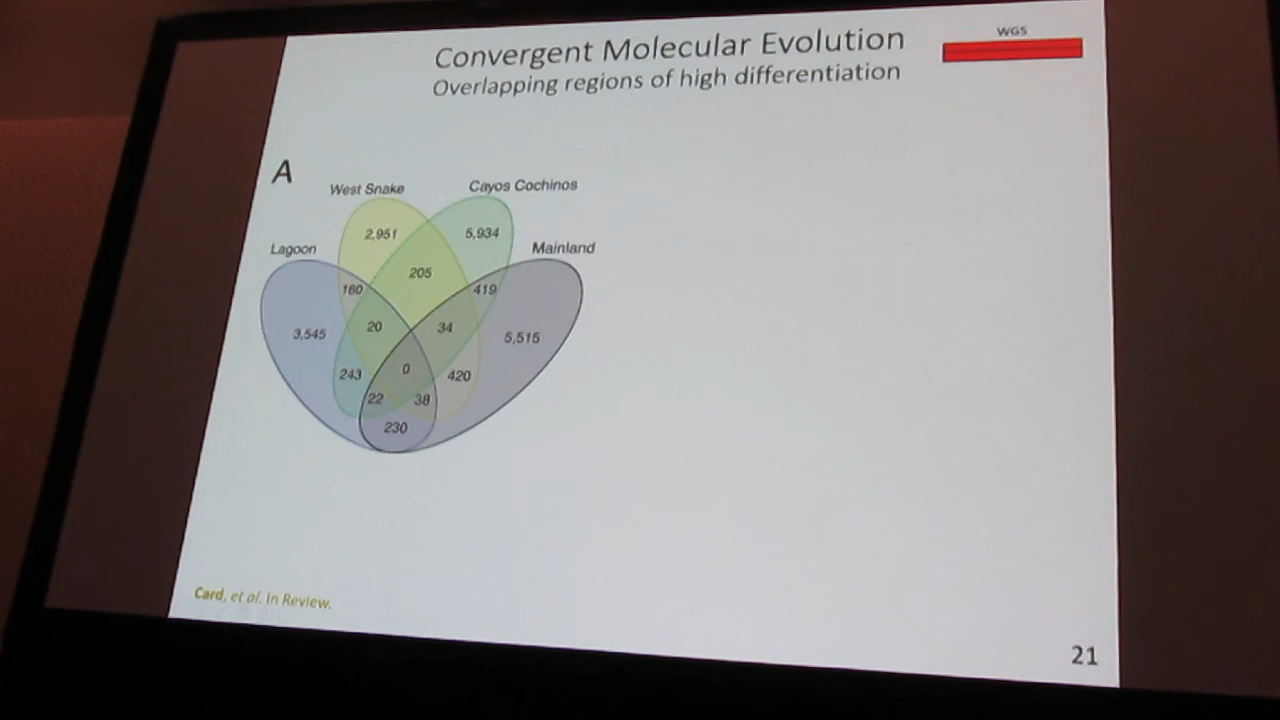 Convergent Molecular Evolution
Overlapping regions of high differentiation
WGS
A
West Snake
Cayos Cochinos
Lagoon
Mainland
2,951
5,934
205
160
419
3,545
20
34
5,515
243
0
420
22
38
230
Card, et al. In Review.
21